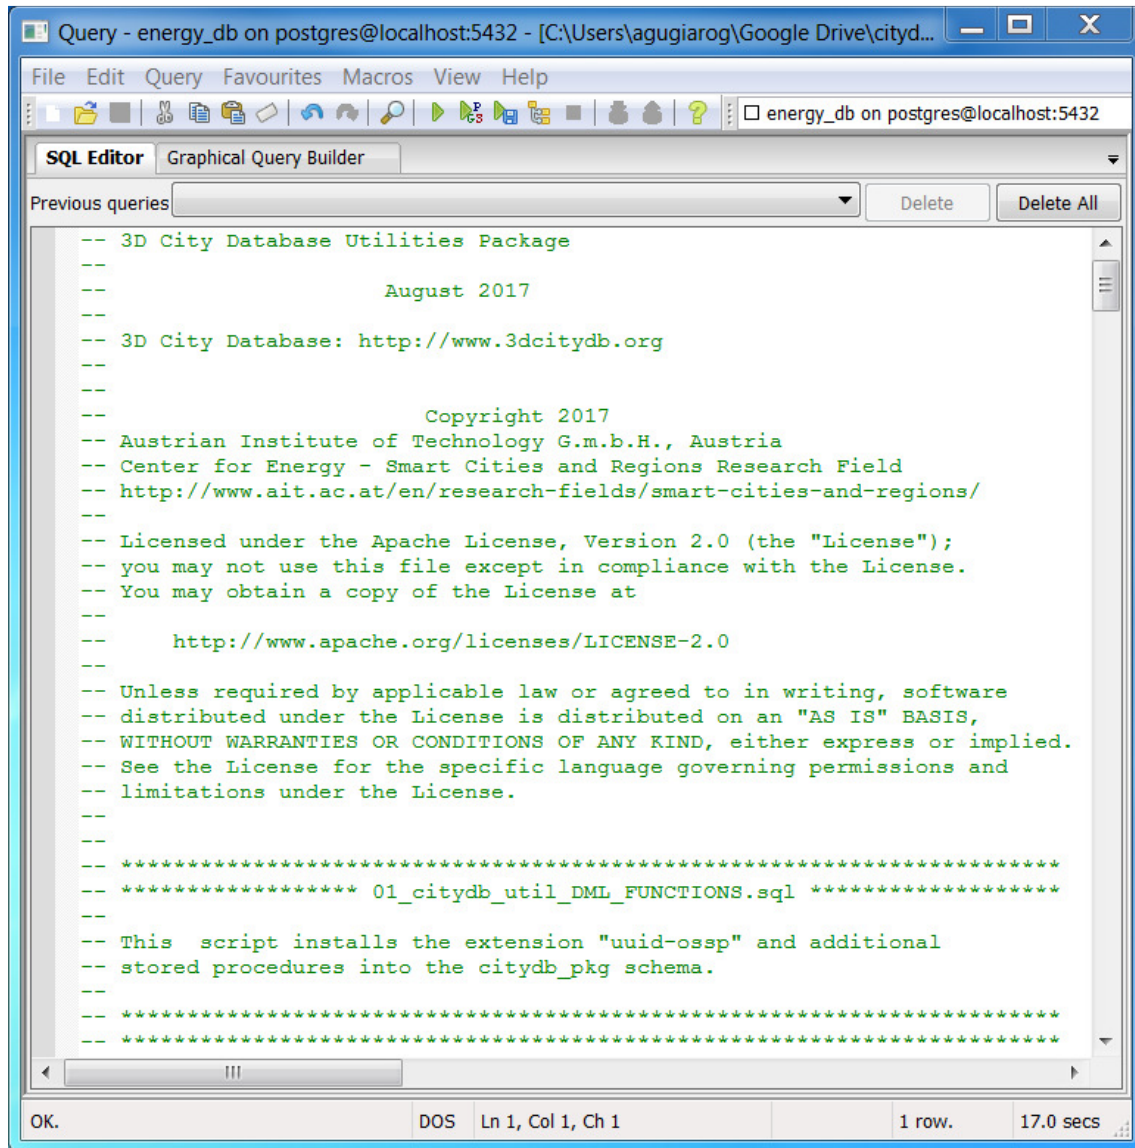 Query - energy_db on postgres@localhost:5432 - [C:\Users\agugiarog\Google Drive\cityd...
File Edit Query Favourites Macros View Help
energy_db on postgres@localhost:5432
SQL Editor Graphical Query Builder
Previous queries Delete Delete All
-- 3D City Database Utilities Package
--
-- August 2017
--
-- 3D City Database: http://www.3dcitydb.org
--
--
-- Copyright 2017
-- Austrian Institute of Technology G.m.b.H., Austria
-- Center for Energy - Smart Cities and Regions Research Field
-- http://www.ait.ac.at/en/research-fields/smart-cities-and-regions/
--
-- Licensed under the Apache License, Version 2.0 (the "License");
-- you may not use this file except in compliance with the License.
-- You may obtain a copy of the License at
--
-- http://www.apache.org/licenses/LICENSE-2.0
--
-- Unless required by applicable law or agreed to in writing, software
-- distributed under the License is distributed on an "AS IS" BASIS,
-- WITHOUT WARRANTIES OR CONDITIONS OF ANY KIND, either express or implied.
-- See the License for the specific language governing permissions and
-- limitations under the License.
--
--
-- ***********************************************************************
-- ****************** 01_citydb_util_DML_FUNCTIONS.sql *******************
--
-- This  script installs the extension "uuid-ossp" and additional
-- stored procedures into the citydb_pkg schema.
--
-- ***********************************************************************
-- ***********************************************************************
OK. DOS Ln 1, Col 1, Ch 1 1 row. 17.0 secs